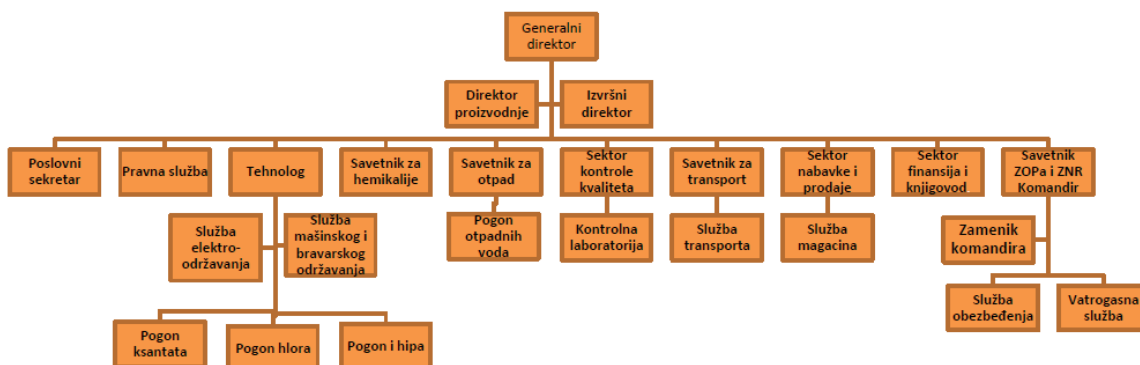 Generalni
direktor
Direktor
proizvodnje
Izvršni
direktor
Poslovni
sekretar
Pravna služba
Tehnolog
Savetnik za
hemikalije
Savetnik za
otpad
Sektor
kontrole
kvaliteta
Savetnik za
transport
Sektor
nabavke i
prodaje
Sektor
finansija i
knjigovod.
Savetnik
ZOPa i ZNR
Komandir
Služba
elektro-
održavanja
Služba
mašinskog i
bravarskog
održavanja
Pogon
otpadnih
voda
Kontrolna
laboratorija
Služba
transporta
Služba
magacina
Zamenik
komandira
Služba
obezbeđenja
Vatrogasna
služba
Pogon
ksantata
Pogon hlora
Pogon i hipa